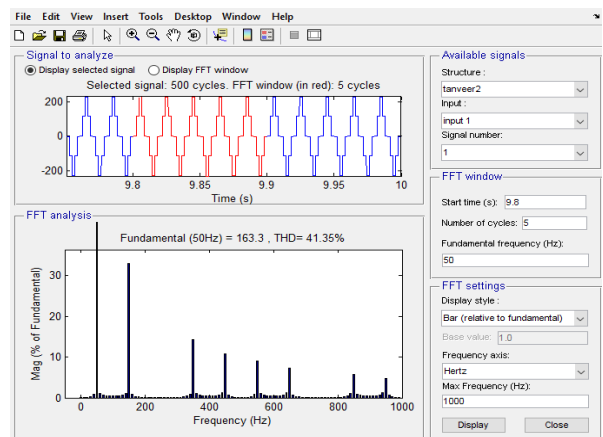 File Edit View Insert Tools Desktop Window Help
Signal to analyze
Display selected signal Display FFT window
Selected signal: 500 cycles. FFT window (in red): 5 cycles
200
0
-200
9.8 9.85 9.9 9.95 10
Time (s)
FFT analysis
Fundamental (50Hz) = 163.3 , THD= 41.35%
30
20
10
0
Mag (% of Fundamental)
0 200 400 600 800 1000
Frequency (Hz)
Available signals
Structure :
tanveer2
Input :
input 1
Signal number:
1
FFT window
Start time (s): 9.8
Number of cycles: 5
Fundamental frequency (Hz):
50
FFT settings
Display style :
Bar (relative to fundamental)
Base value: 1.0
Frequency axis:
Hertz
Max Frequency (Hz):
1000
Display Close